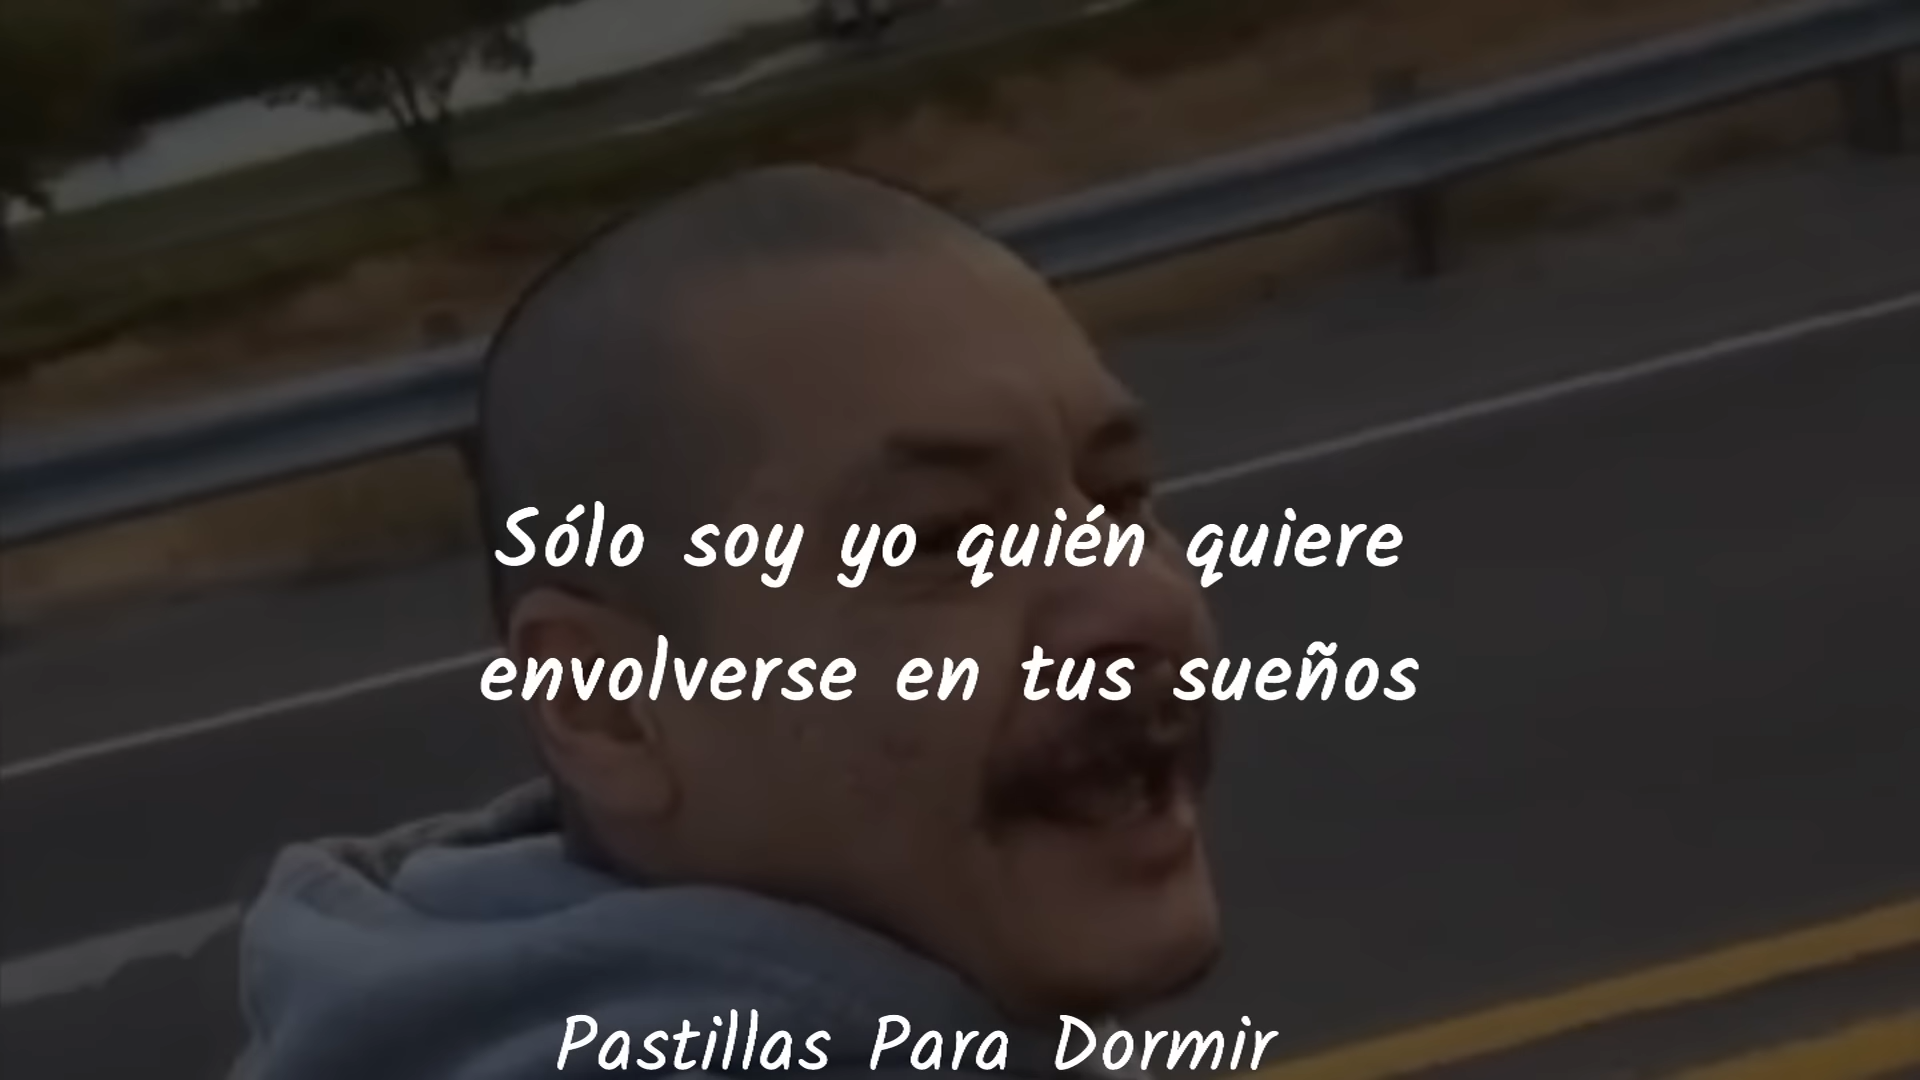 Sólo soy yo quién quiere
envolverse en tus sueños
Pastillas Para Dormir